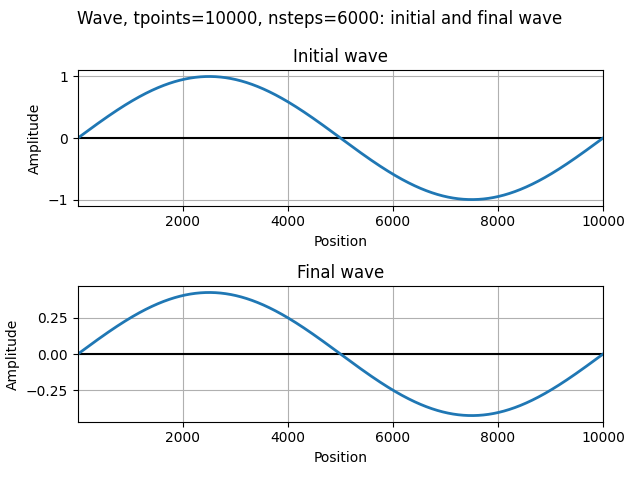 Wave, tpoints=10000, nsteps=6000: initial and final wave
Initial wave
1
0
−1
Amplitude
2000 4000 6000 8000 10000
Position
Final wave
0.25
0.00
−0.25
Amplitude
2000 4000 6000 8000 10000
Position